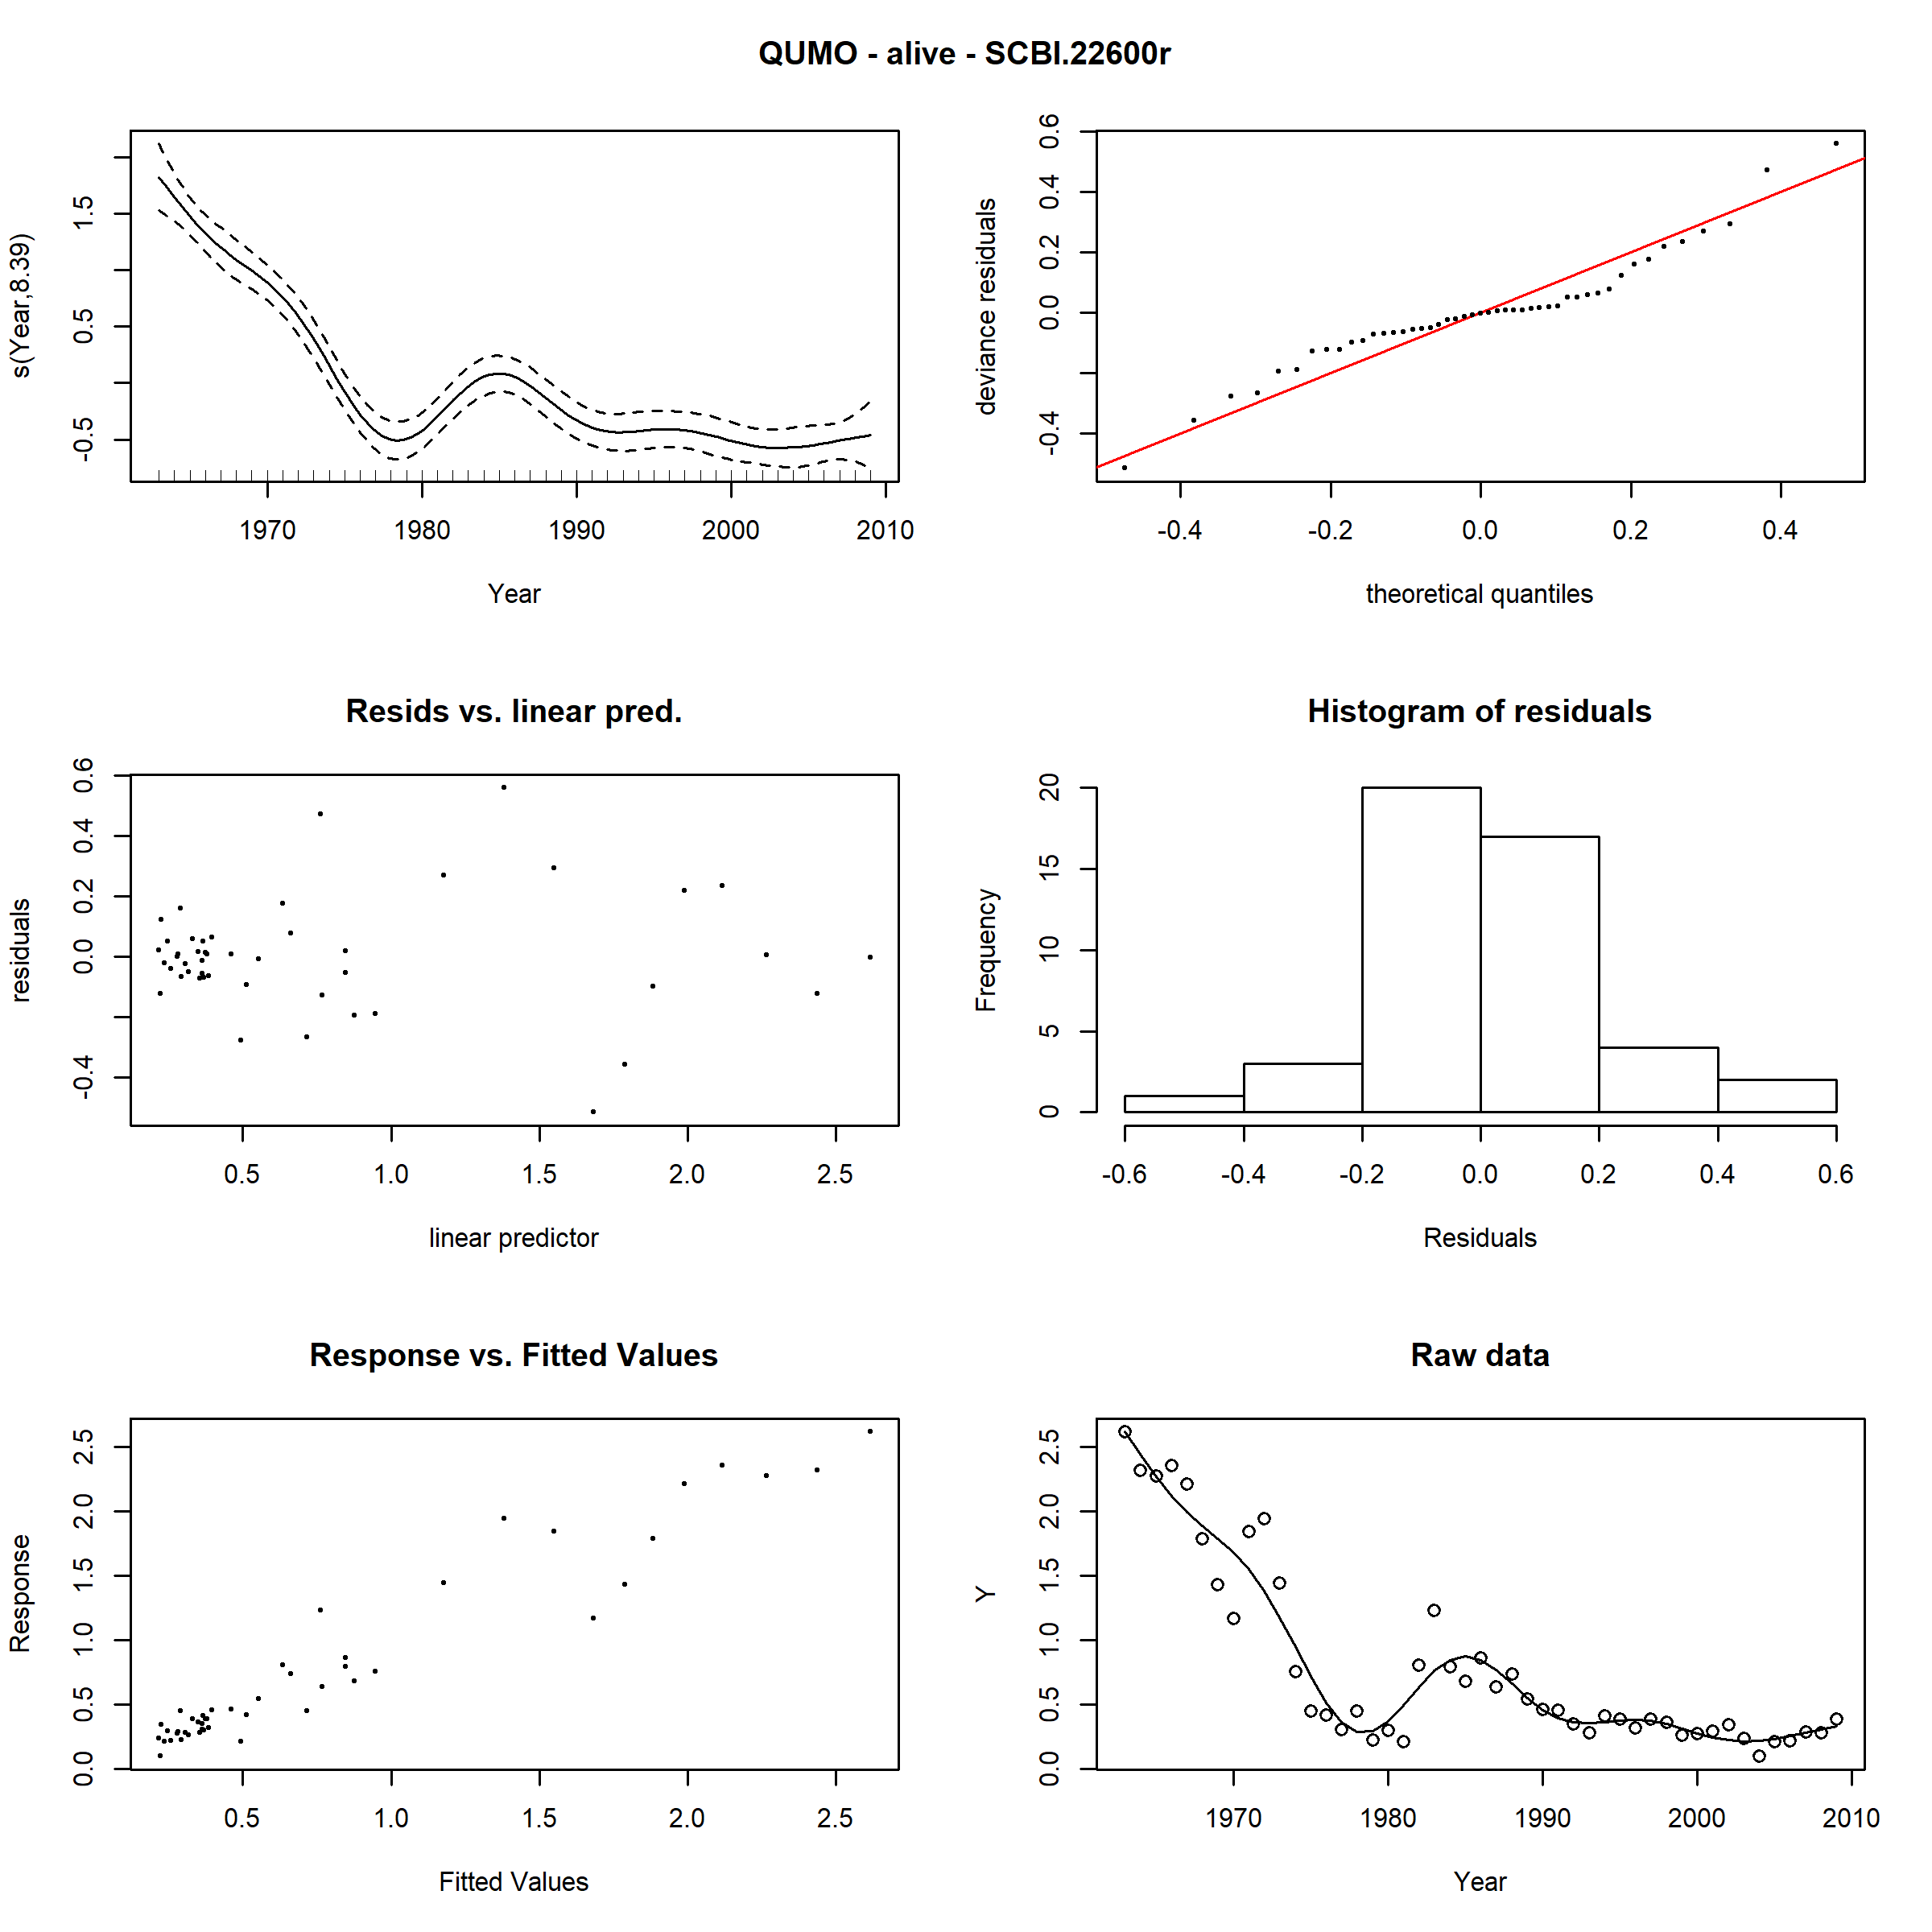 QUMO - alive - SCBI.22600r
s(Year,8.39)
-0.5 0.5 1.5
1970 1980 1990 2000 2010
Year
deviance residuals
-0.4 0.0 0.2 0.4 0.6
-0.4 -0.2 0.0 0.2 0.4
theoretical quantiles
Resids vs. linear pred.
residuals
-0.4 0.0 0.2 0.4 0.6
0.5 1.0 1.5 2.0 2.5
linear predictor
Histogram of residuals
Frequency
0 5 10 15 20
-0.6 -0.4 -0.2 0.0 0.2 0.4 0.6
Residuals
Response vs. Fitted Values
Response
0.0 0.5 1.0 1.5 2.0 2.5
0.5 1.0 1.5 2.0 2.5
Fitted Values
Raw data
Y
0.0 0.5 1.0 1.5 2.0 2.5
1970 1980 1990 2000 2010
Year